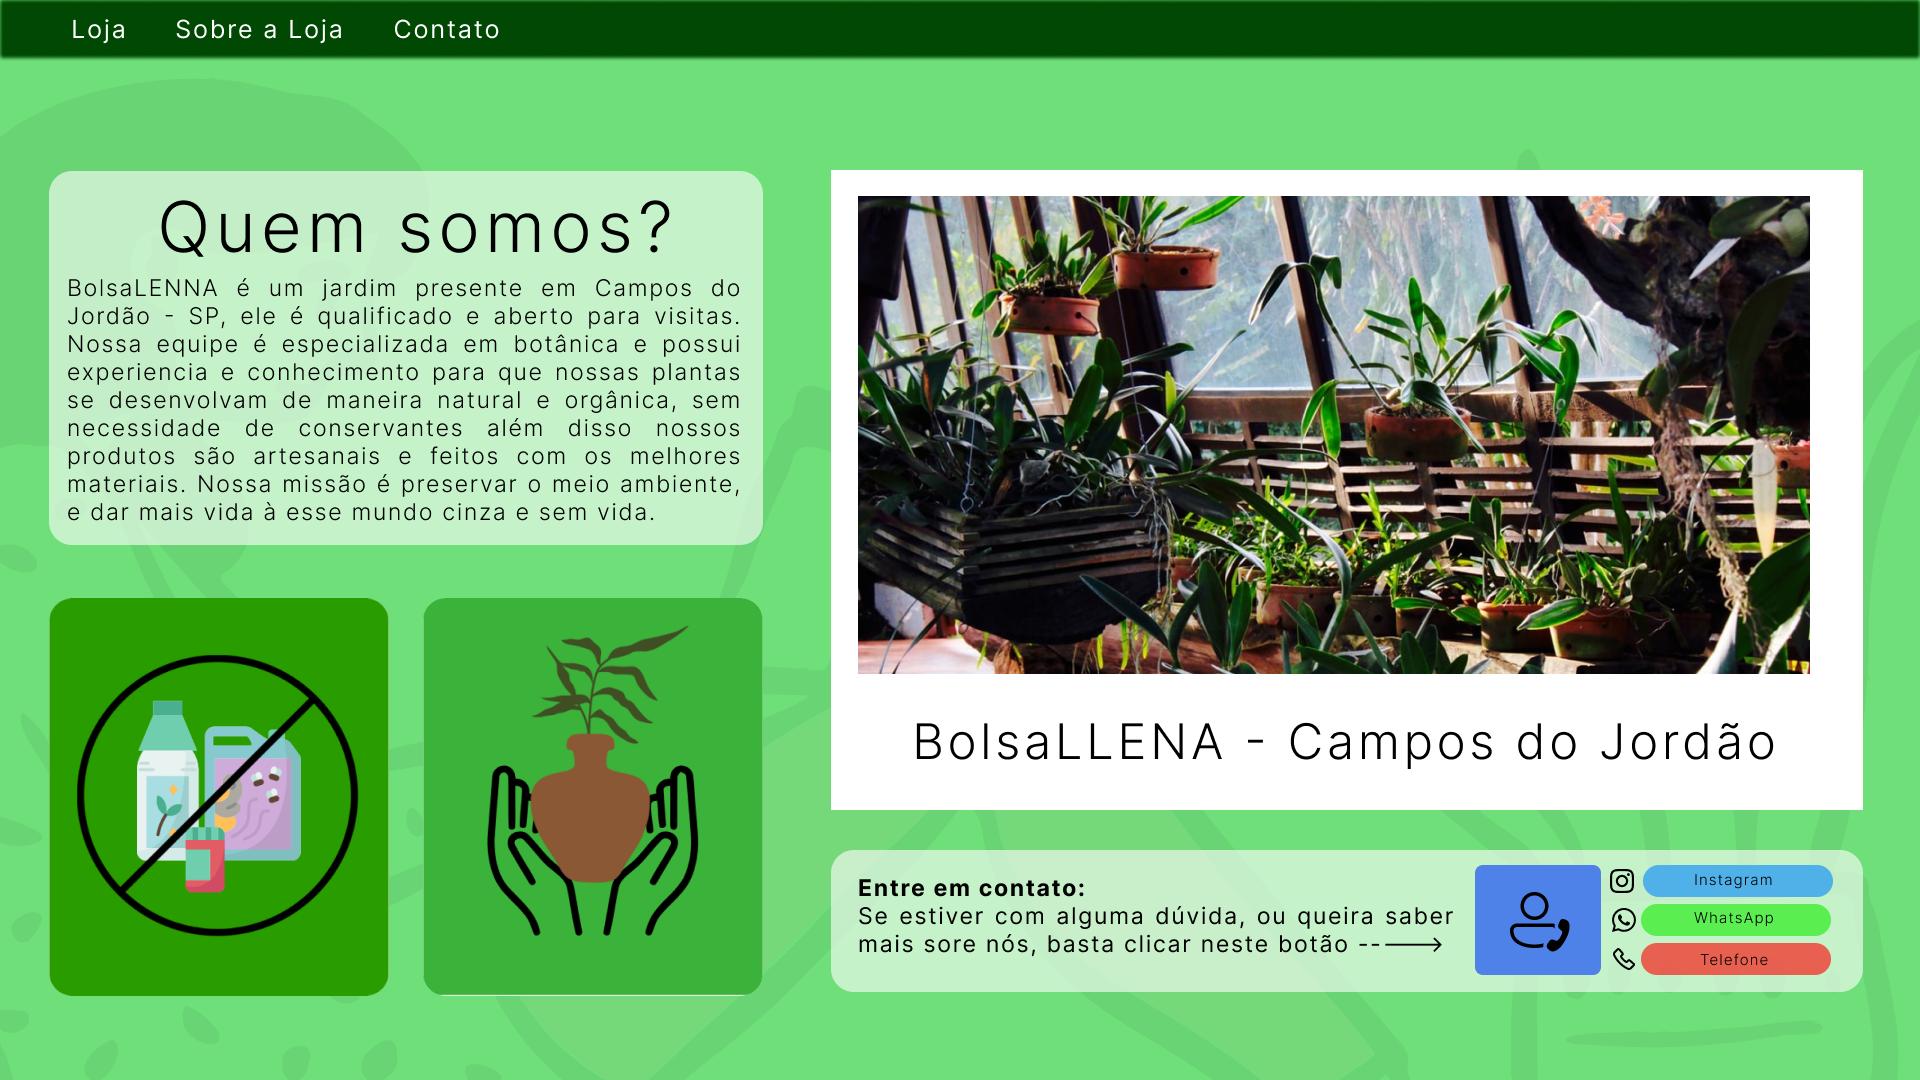 Loja Sobre a Loja Contato
Quem somos?
BolsaLENNA é um jardim presente em Campos do
Jordão - SP, ele é qualificado e aberto para visitas.
Nossa equipe é especializada em botânica e possui
experiencia e conhecimento para que nossas plantas
se desenvolvam de maneira natural e orgânica, sem
necessidade de conservantes além disso nossos
produtos são artesanais e feitos com os melhores
materiais. Nossa missão é preservar o meio ambiente,
e dar mais vida à esse mundo cinza e sem vida.
BolsaLLENA - Campos do Jordão
Entre em contato:
Se estiver com alguma dúvida, ou queira saber
mais sore nós, basta clicar neste botão ---->
Instagram
WhatsApp
Telefone